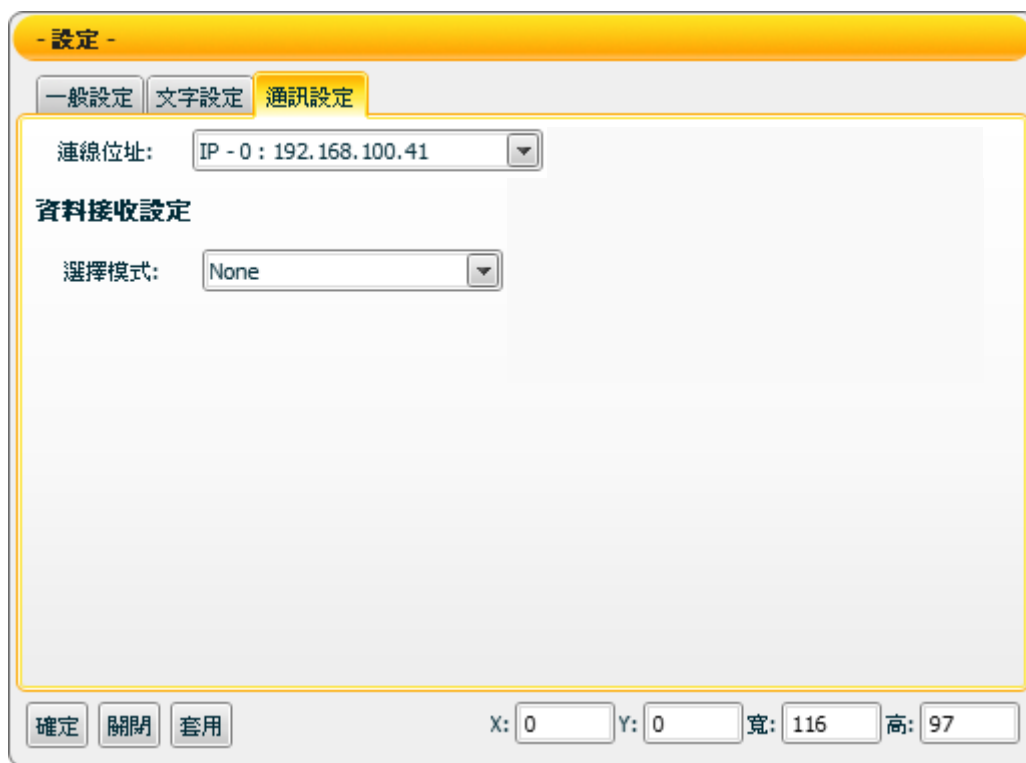 - 設定 -
一般設定 文字設定 通訊設定
連線位址: IP - 0 : 192.168.100.41
資料接收設定
選擇模式: None
確定 關閉 套用 X: 0 Y: 0 寬: 116 高: 97